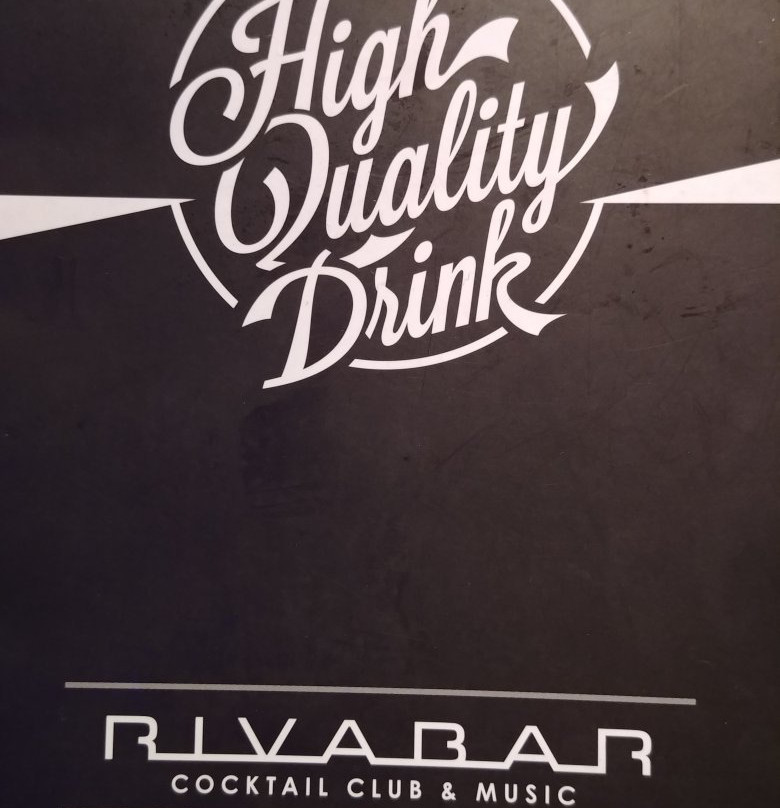 High
Quality
Drink
RIVABAR
COCKTAIL CLUB & MUSIC